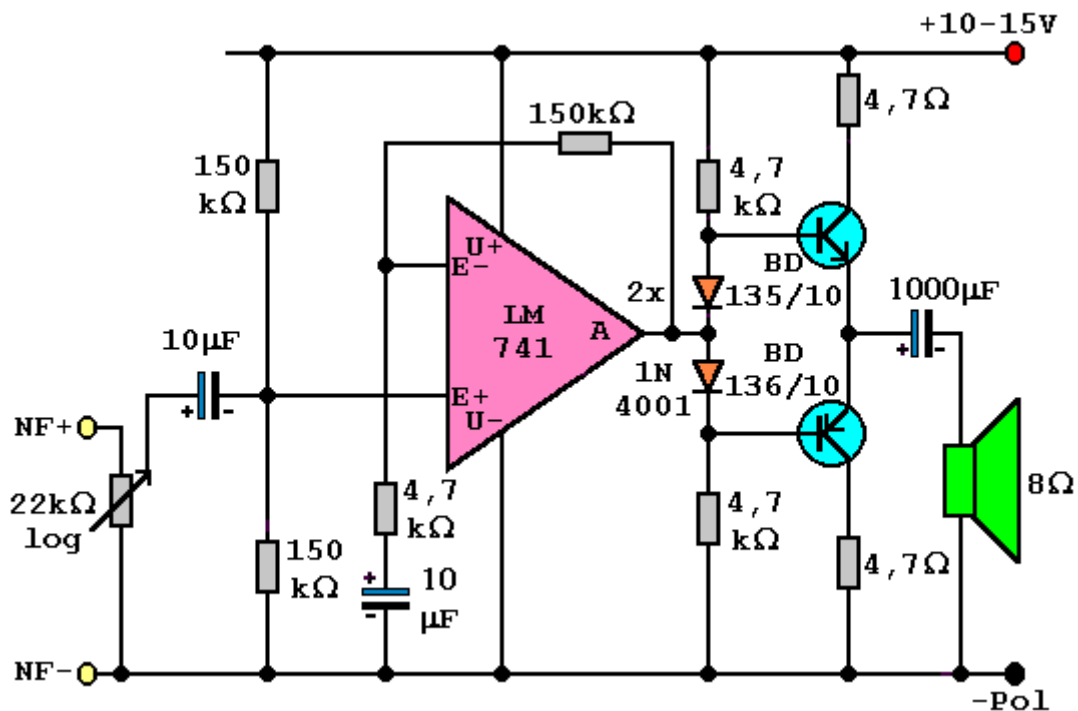 +10-15V
4,7Ω
150kΩ
150
kΩ
4,7
kΩ
U+
E-
BD
135/10
2x
1000μF
LM
741
A
10μF
BD
136/10
1N
4001
+
-
+
-
E+
U-
NF+
22kΩ
log
4,7
kΩ
4,7
kΩ
8Ω
150
kΩ
+
10
μF
-
4,7Ω
NF-
-Pol